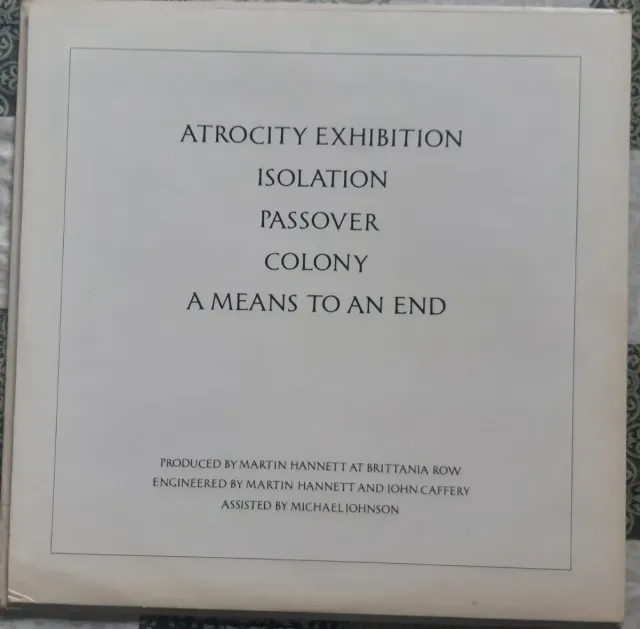 ATROCITY EXHIBITION
ISOLATION
PASSOVER
COLONY
A MEANS TO AN END
PRODUCED BY MARTIN HANNETT AT BRITTANIA ROW
ENGINEERED BY MARTIN HANNETT AND JOHN CAFFERY
ASSISTED BY MICHAEL JOHNSON